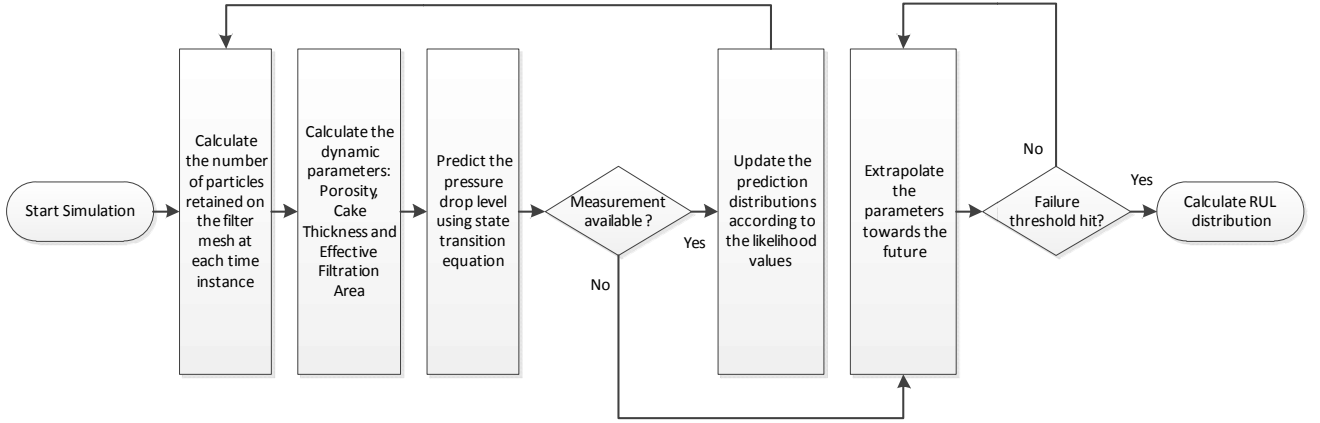 Start Simulation
Calculate
the number
of particles
retained on
the filter
mesh at
each time
instance
Calculate the
dynamic
parameters:
Porosity,
Cake
Thickness and
Effective
Filtration
Area
Predict the
pressure
drop level
using state
transition
equation
Measurement
available ?
Yes
No
Update the
prediction
distributions
according to
the likelihood
values
Extrapolate
the
parameters
towards the
future
No
Failure
threshold hit?
Yes
Calculate RUL
distribution